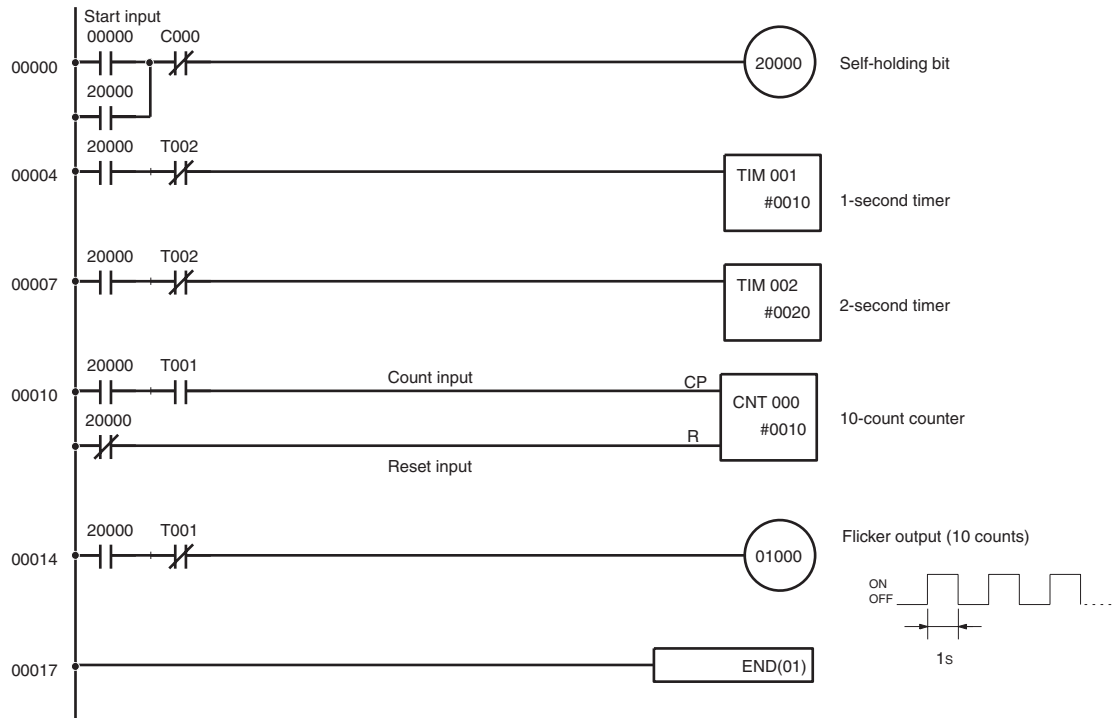 Start input
00000 C000
00000
20000 Self-holding bit
20000
20000 T002
00004
TIM 001
#0010
1-second timer
20000 T002
00007
TIM 002
#0020
2-second timer
20000 T001
Count input
CP
00010
CNT 000
#0010
10-count counter
20000
R
Reset input
20000 T001
00014
01000
Flicker output (10 counts)
ON
OFF
1s
00017
END(01)